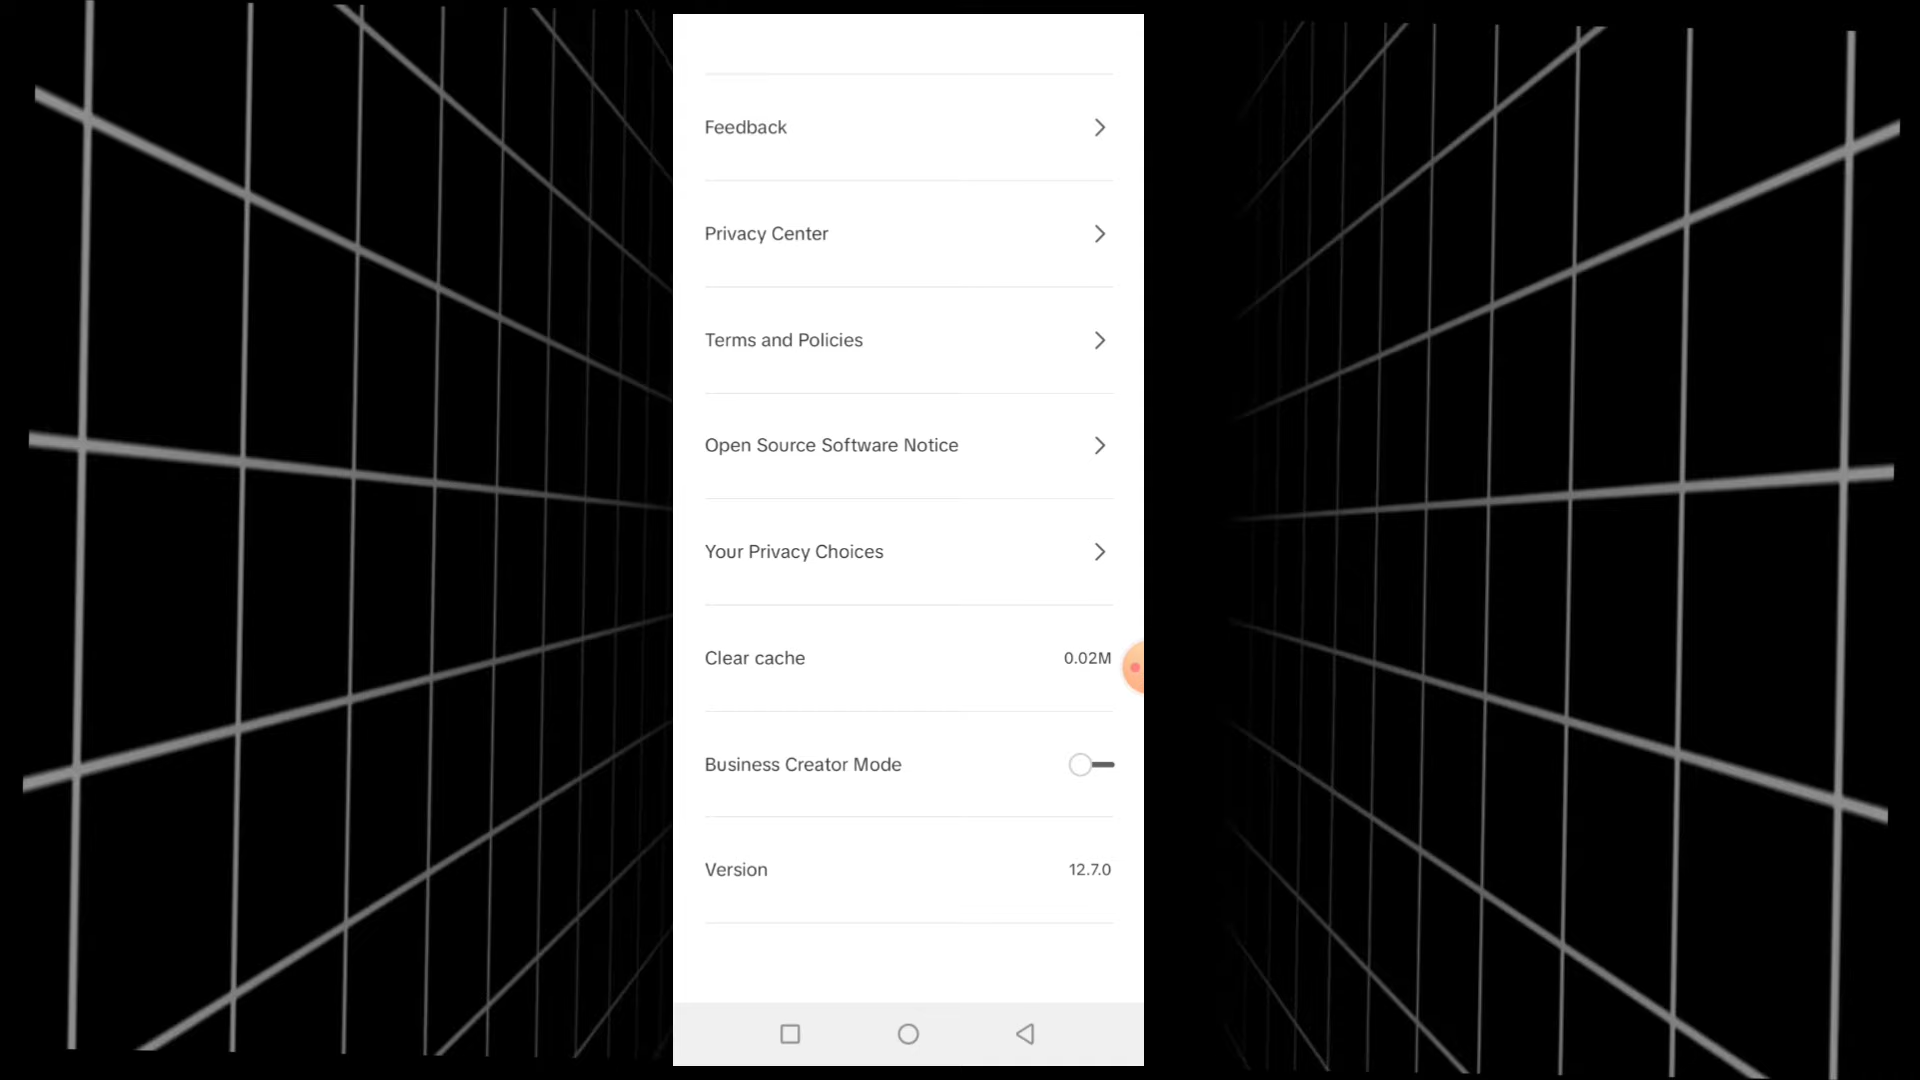 Feedback
Privacy Center
Terms and Policies
Open Source Software Notice
Your Privacy Choices
Clear cache 0.02M
Business Creator Mode
Version 12.7.0